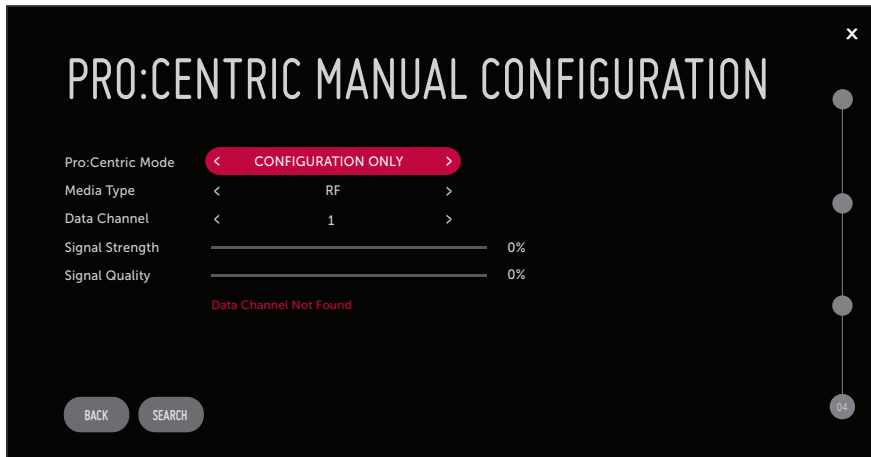 X
PRO:CENTRIC MANUAL CONFIGURATION
Pro:Centric Mode < CONFIGURATION ONLY >
Media Type < RF >
Data Channel < 1 >
Signal Strength 0%
Signal Quality 0%
Data Channel Not Found
BACK SEARCH
04